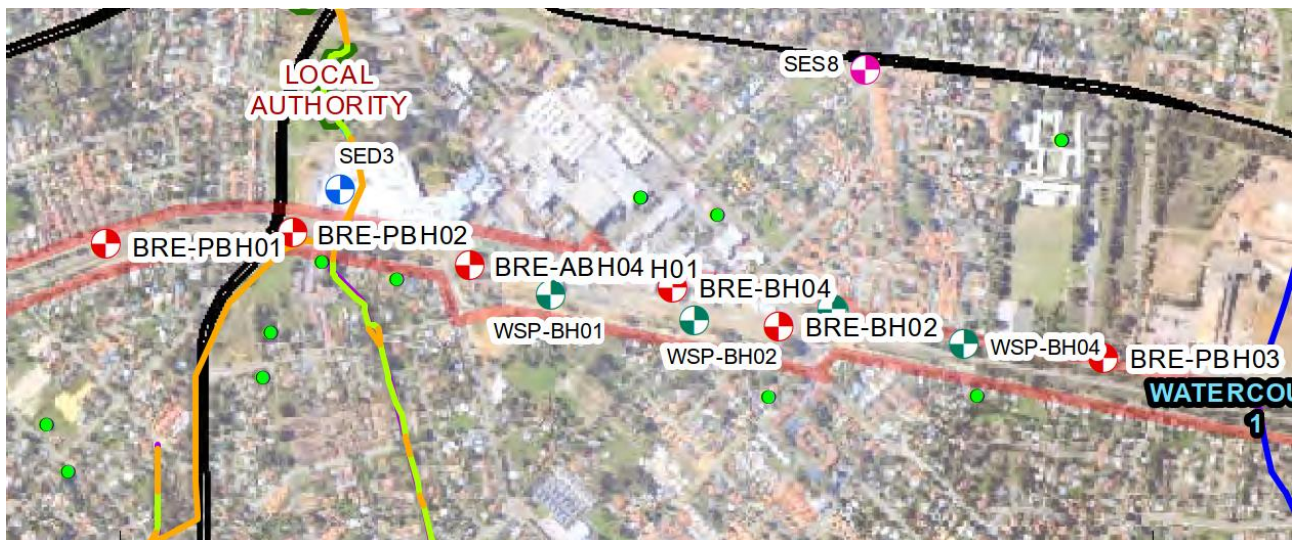 SES8
LOCAL
AUTHORITY
SED3
BRE-PBH01
BRE-PBH02
BRE-ABH04
H01
BRE-BH04
WSP-BH01
WSP-BH02
BRE-BH02
WSP-BH04
BRE-PBH03
WATERCOU
1